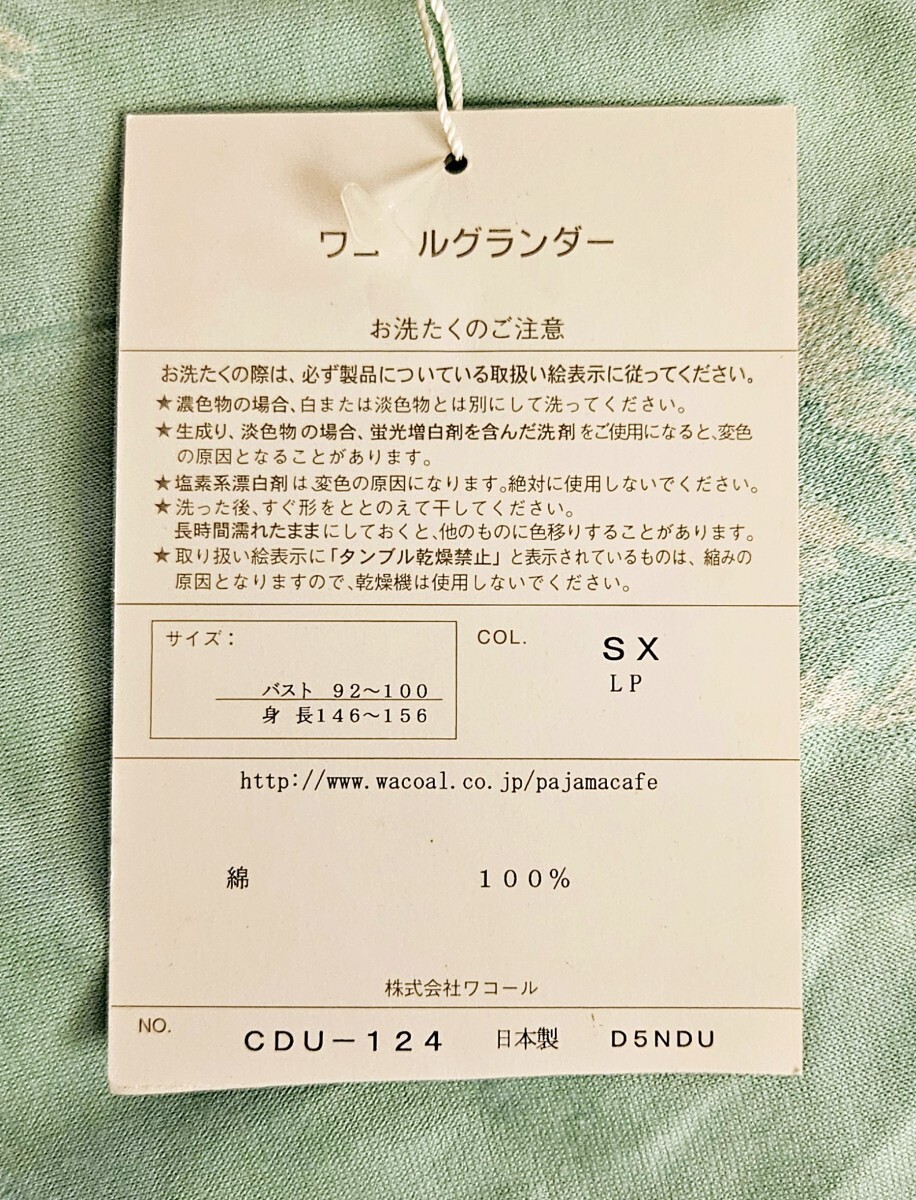 ワコールグランダー
お洗たくのご注意
お洗たくの際は、必ず製品についている取扱い絵表示に従ってください。
★濃色物の場合、白または淡色物とは別にして洗ってください。
★生成り、淡色物の場合、蛍光増白剤を含んだ洗剤をご使用になると、変色
の原因となることがあります。
★塩素系漂白剤は、変色の原因になります。絶対に使用しないでください。
★洗った後、すぐ形をととのえて干してください。
長時間濡れたままにしておくと、他のものに色移りすることがあります。
★取り扱い絵表示に「タンブル乾燥禁止」と表示されているものは、縮みの
原因となりますので、乾燥機は使用しないでください。
サイズ：
バスト 92～100
身 長146～156
COL.
SX
LP
http://www.wacoal.co.jp/pajamacafe
綿 100%
株式会社ワコール
NO. CDU-124 日本製 D5NDU